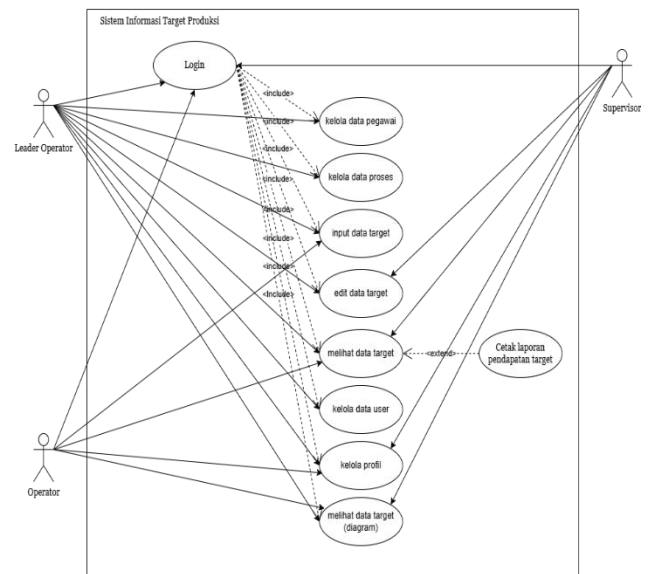 Sistem Informasi Target Produksi
Login
Leader Operator
Supervisor
<include>
kelola data pegawai
<include>
<include>
kelola data proses
<include>
<include>
input data target
<include>
<include>
edit data target
<include>
melihat data target
<extend>
Cetak laporan
pendapatan target
kelola data user
Operator
kelola profil
melihat data target
(diagram)